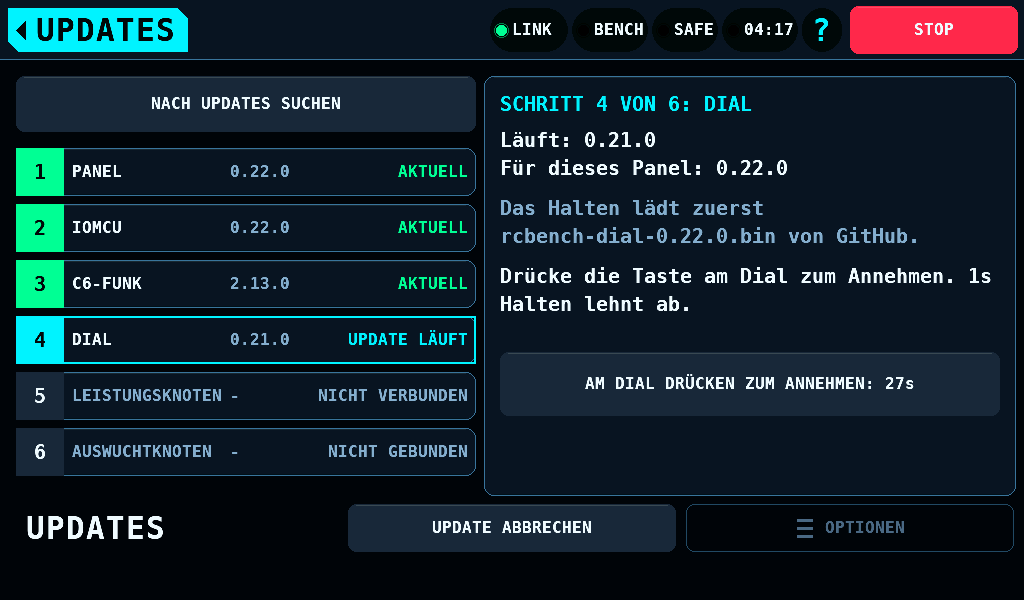 UPDATES
LINK
BENCH
SAFE
04:17
?
STOP
NACH UPDATES SUCHEN
1 PANEL 0.22.0 AKTUELL
2 IOMCU 0.22.0 AKTUELL
3 C6-FUNK 2.13.0 AKTUELL
4 DIAL 0.21.0 UPDATE LÄUFT
5 LEISTUNGSKNOTEN - NICHT VERBUNDEN
6 AUSWUCHTKNOTEN - NICHT GEBUNDEN
SCHRITT 4 VON 6: DIAL
Läuft: 0.21.0
Für dieses Panel: 0.22.0
Das Halten lädt zuerst
rcbench-dial-0.22.0.bin von GitHub.
Drücke die Taste am Dial zum Annehmen. 1s
Halten lehnt ab.
AM DIAL DRÜCKEN ZUM ANNEHMEN: 27s
UPDATES
UPDATE ABBRECHEN
OPTIONEN